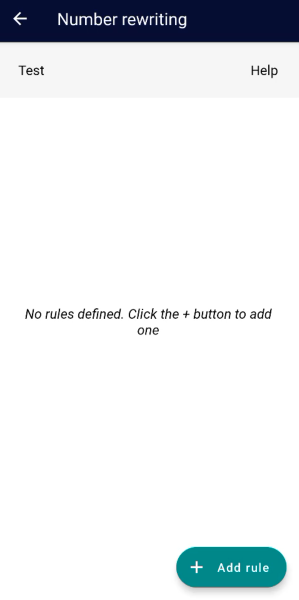 Number rewriting
Test
Help
No rules defined. Click the + button to add
one
+ Add rule